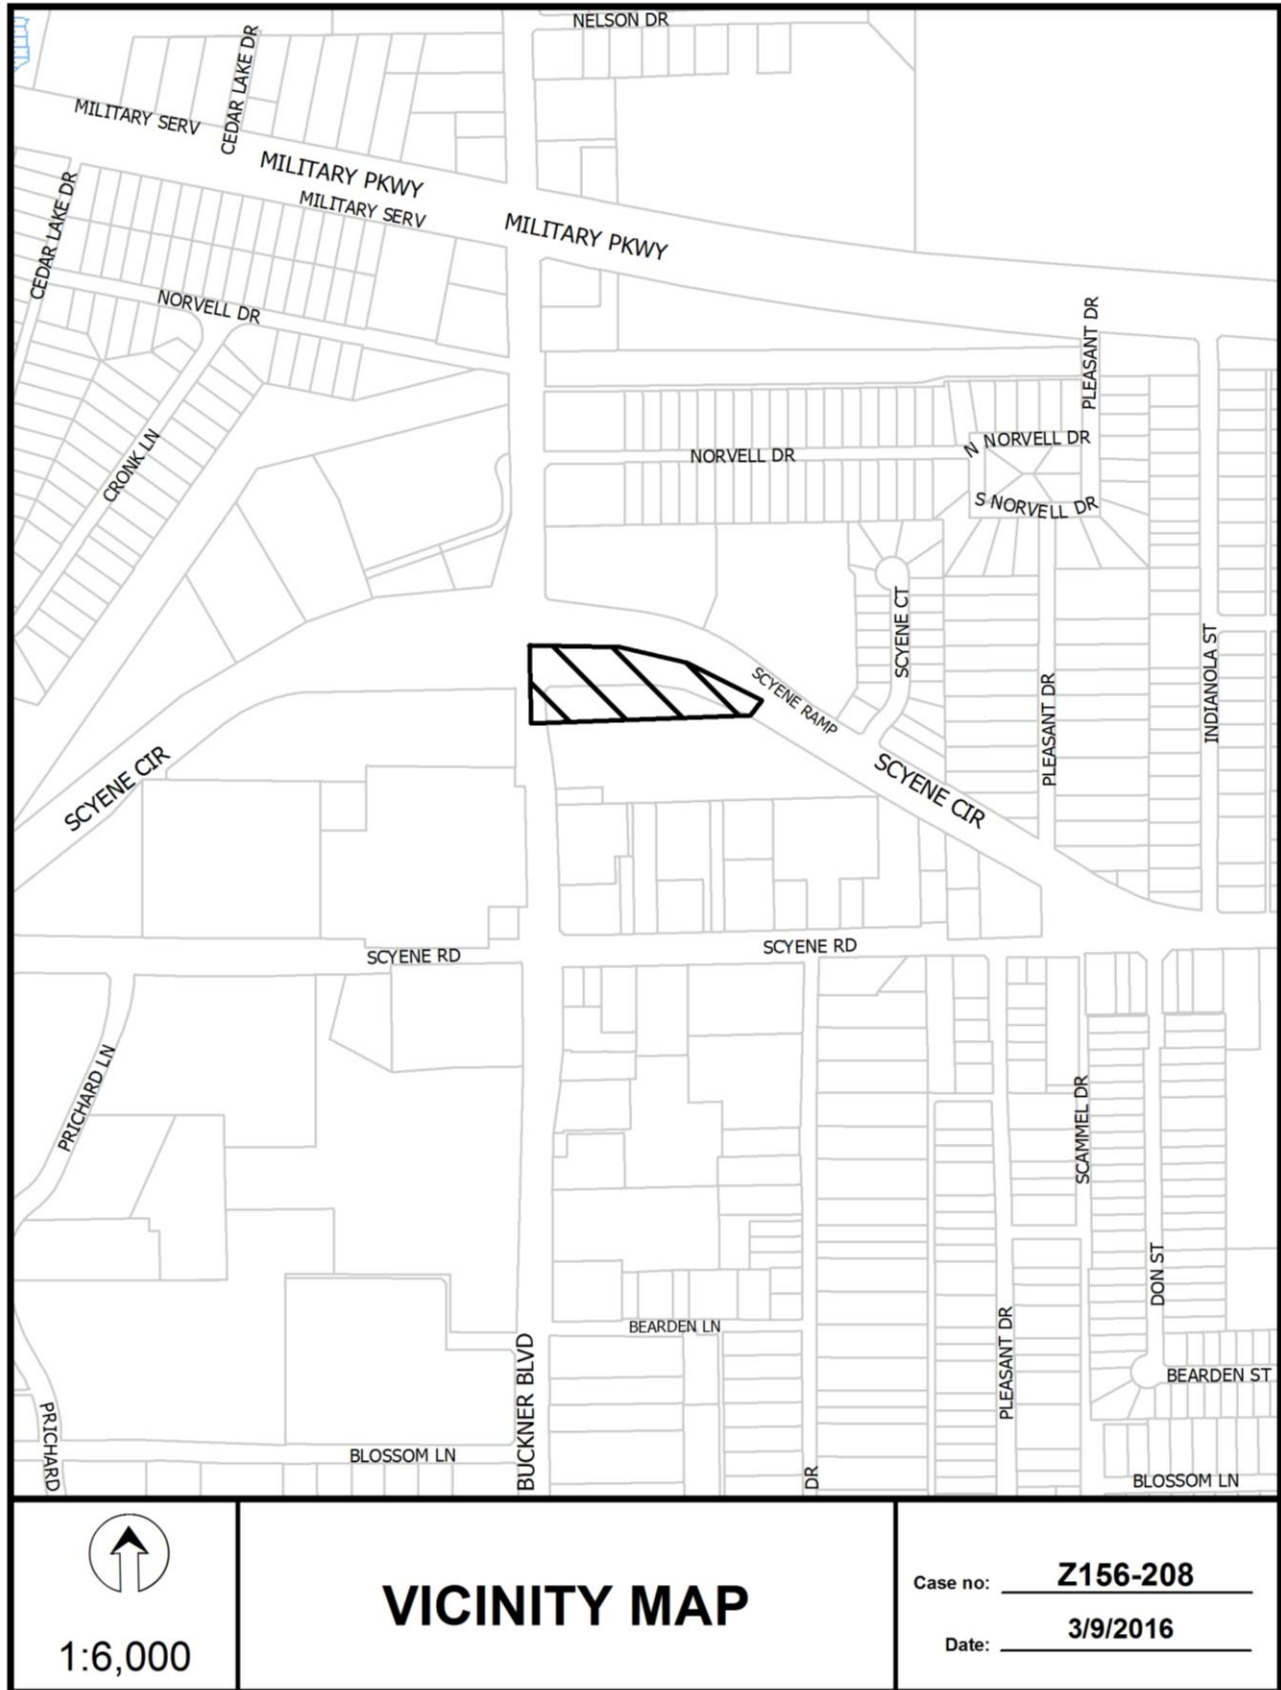 NELSON DR
CEDAR LAKE DR
MILITARY SERV
MILITARY PKWY
MILITARY SERV
MILITARY PKWY
CEDAR LAKE DR
NORVELL DR
PLEASANT DR
CRONK LN
NORVELL DR
N NORVELL DR
S NORVELL DR
SCYENE CT
INDIANOLA ST
SCYENE RAMP
PLEASANT DR
SCYENE CIR
SCYENE CIR
SCYENE RD
SCYENE RD
PRICHARD LN
SCAMMEL DR
DON ST
BEARDEN LN
BUCKNER BLVD
PLEASANT DR
BEARDEN ST
PRICHARD
BLOSSOM LN
DR
BLOSSOM LN
1:6,000
VICINITY MAP
Case no: Z156-208
Date: 3/9/2016